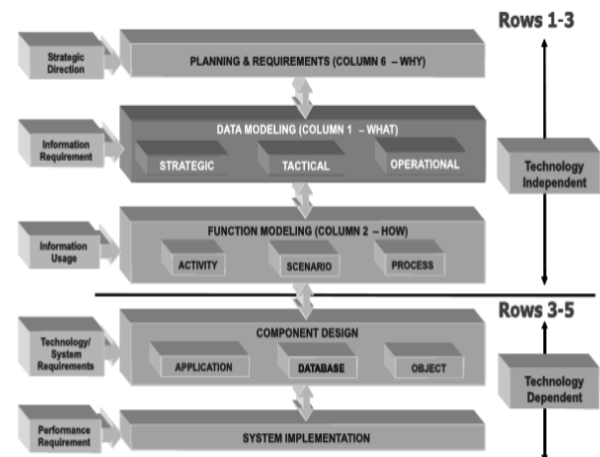 Rows 1-3
Strategic
Direction
PLANNING & REQUIREMENTS (COLUMN 6 – WHY)
Information
Requirement
DATA MODELING (COLUMN 1 – WHAT)
STRATEGIC
TACTICAL
OPERATIONAL
Technology
Independent
Information
Usage
FUNCTION MODELING (COLUMN 2 – HOW)
ACTIVITY
SCENARIO
PROCESS
Rows 3-5
Technology/
System
Requirements
COMPONENT DESIGN
APPLICATION
DATABASE
OBJECT
Technology
Dependent
Performance
Requirement
SYSTEM IMPLEMENTATION